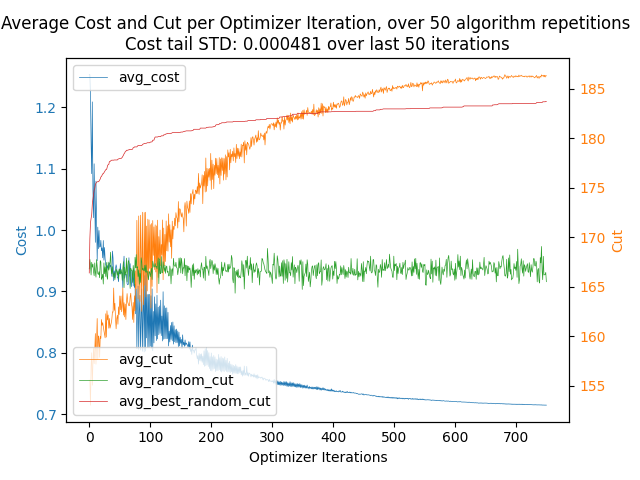 Average Cost and Cut per Optimizer Iteration, over 50 algorithm repetitions
Cost tail STD: 0.000481 over last 50 iterations
avg_cost
1.2
1.1
1.0
0.9
0.8
0.7
Cost
185
180
175
170
165
160
155
Cut
avg_cut
avg_random_cut
avg_best_random_cut
0 100 200 300 400 500 600 700
Optimizer Iterations